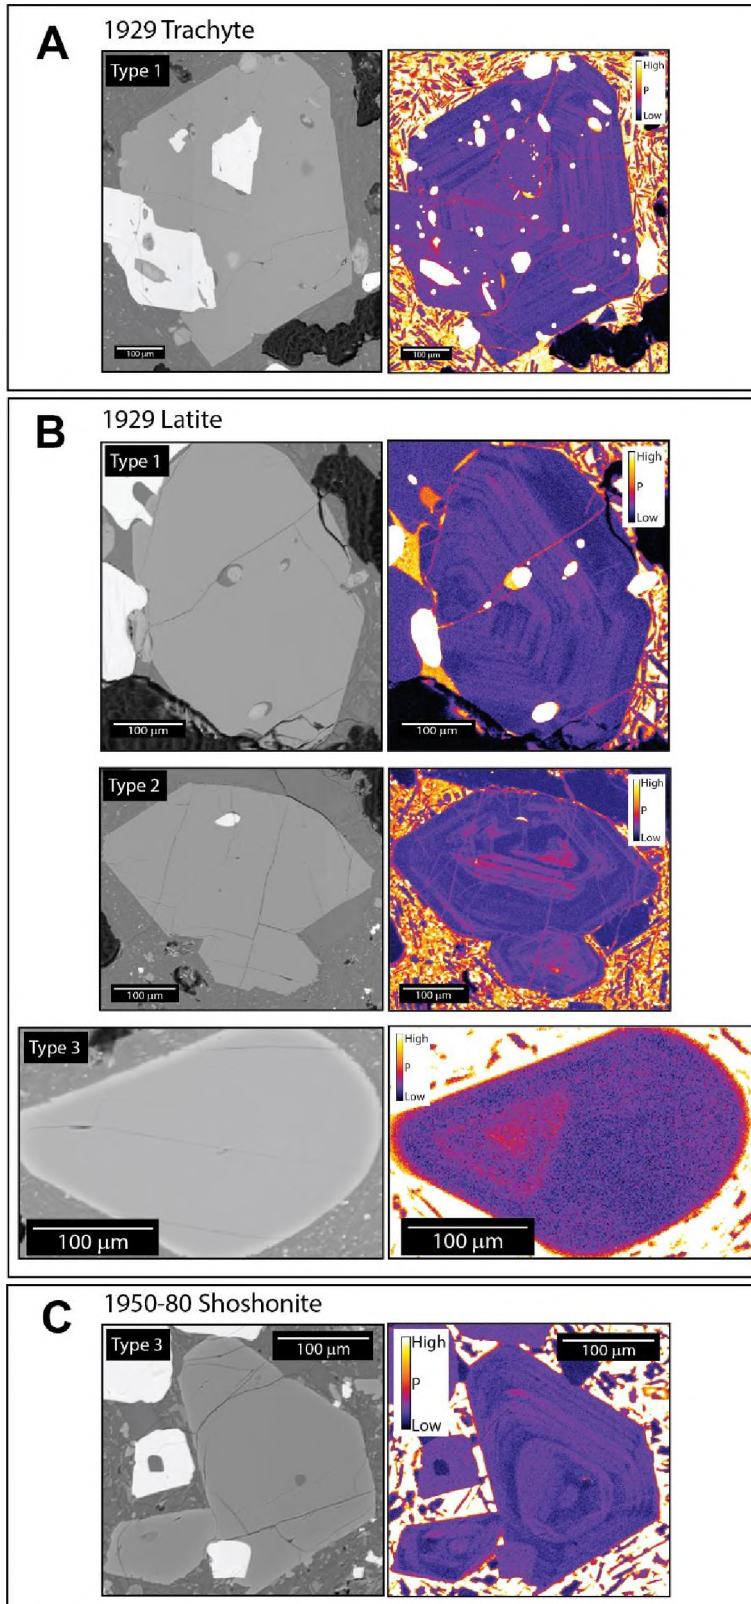 A
1929 Trachyte
Type 1
High
P
Low
100 µm
100 µm
B
1929 Latite
Type 1
High
P
Low
100 µm
100 µm
Type 2
High
P
Low
100 µm
100 µm
Type 3
High
P
Low
100 µm
100 µm
C
1950-80 Shoshonite
Type 3
100 µm
High
P
Low
100 µm